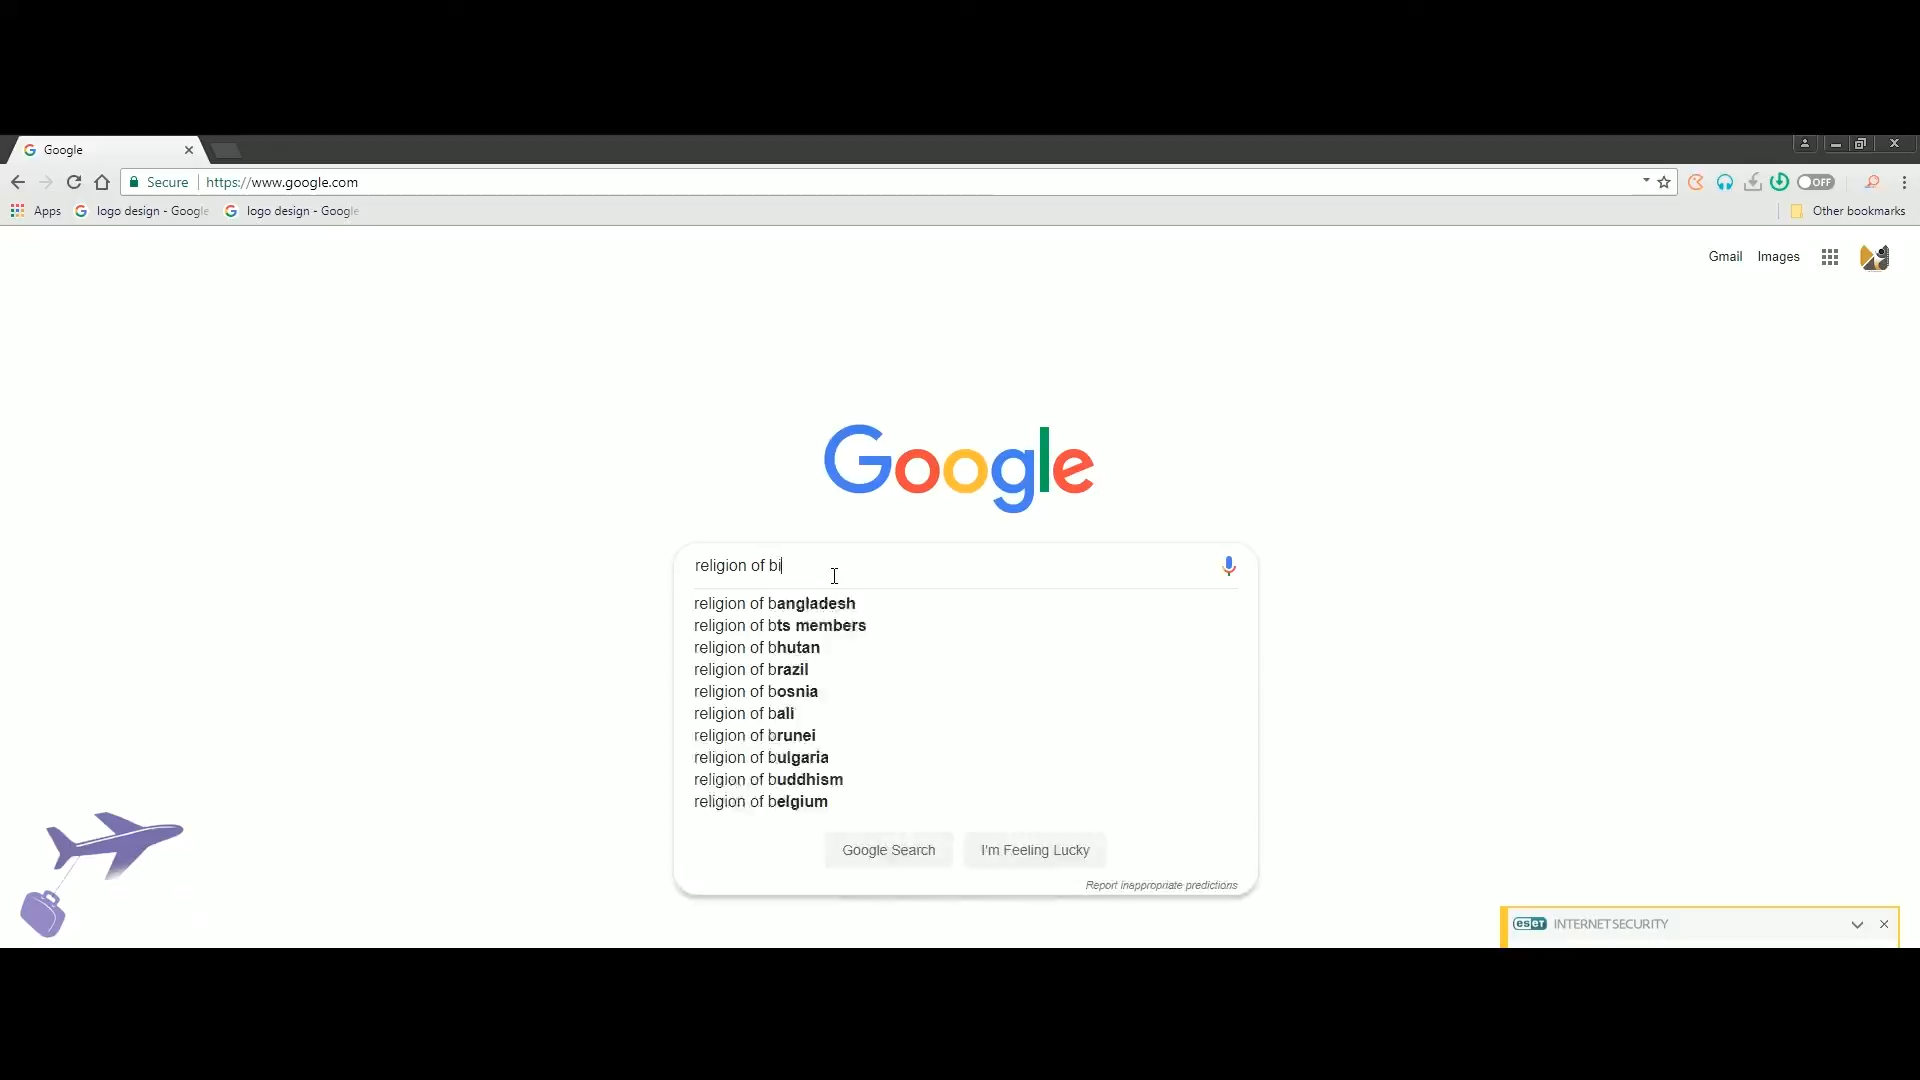 Google
Secure https://www.google.com
OFF
Apps logo design - Google logo design - Google Other bookmarks
Gmail Images
Google
religion of bi
religion of bangladesh
religion of bts members
religion of bhutan
religion of brazil
religion of bosnia
religion of bali
religion of brunei
religion of bulgaria
religion of buddhism
religion of belgium
Google Search I'm Feeling Lucky
Report inappropriate predictions
eseT INTERNET SECURITY